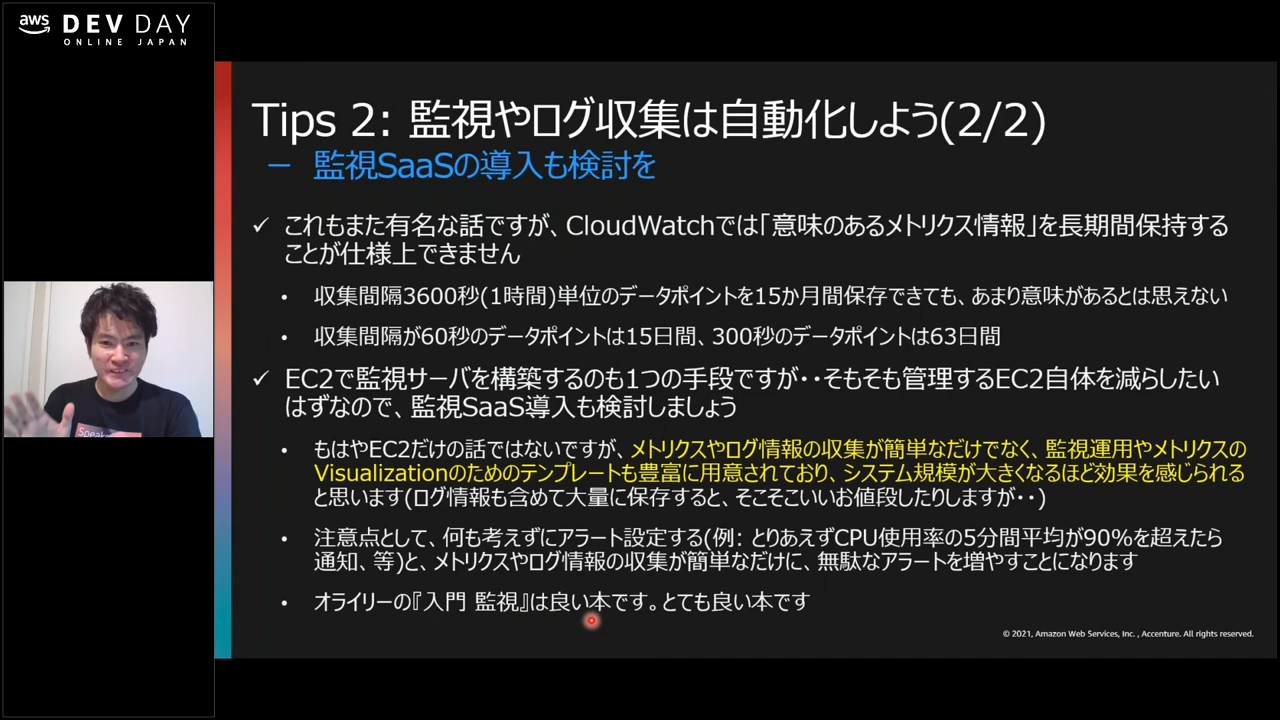 aws DEV DAY
ONLINE JAPAN
Tips 2: 監視やログ収集は自動化しよう(2/2)
– 監視SaaSの導入も検討を
✓ これもまた有名な話ですが、CloudWatchでは「意味のあるメトリクス情報」を長期間保持する
ことが仕様上できません
• 収集間隔3600秒(1時間)単位のデータポイントを15か月間保存できても、あまり意味があるとは思えない
• 収集間隔が60秒のデータポイントは15日間、300秒のデータポイントは63日間
✓ EC2で監視サーバを構築するのも1つの手段ですが・・そもそも管理するEC2自体を減らしたい
はずなので、監視SaaS導入も検討しましょう
• もはやEC2だけの話ではないですが、メトリクスやログ情報の収集が簡単なだけでなく、監視運用やメトリクスの
Visualizationのためのテンプレートも豊富に用意されており、システム規模が大きくなるほど効果を感じられる
と思います(ログ情報も含めて大量に保存すると、そこそこいいお値段したりしますが・・)
• 注意点として、何も考えずにアラート設定する(例: とりあえずCPU使用率の5分間平均が90%を超えたら
通知、等)と、メトリクスやログ情報の収集が簡単なだけに、無駄なアラートを増やすことになります
• オライリーの『入門 監視』は良い本です。とても良い本です
© 2021, Amazon Web Services, Inc. , Accenture. All rights reserved.